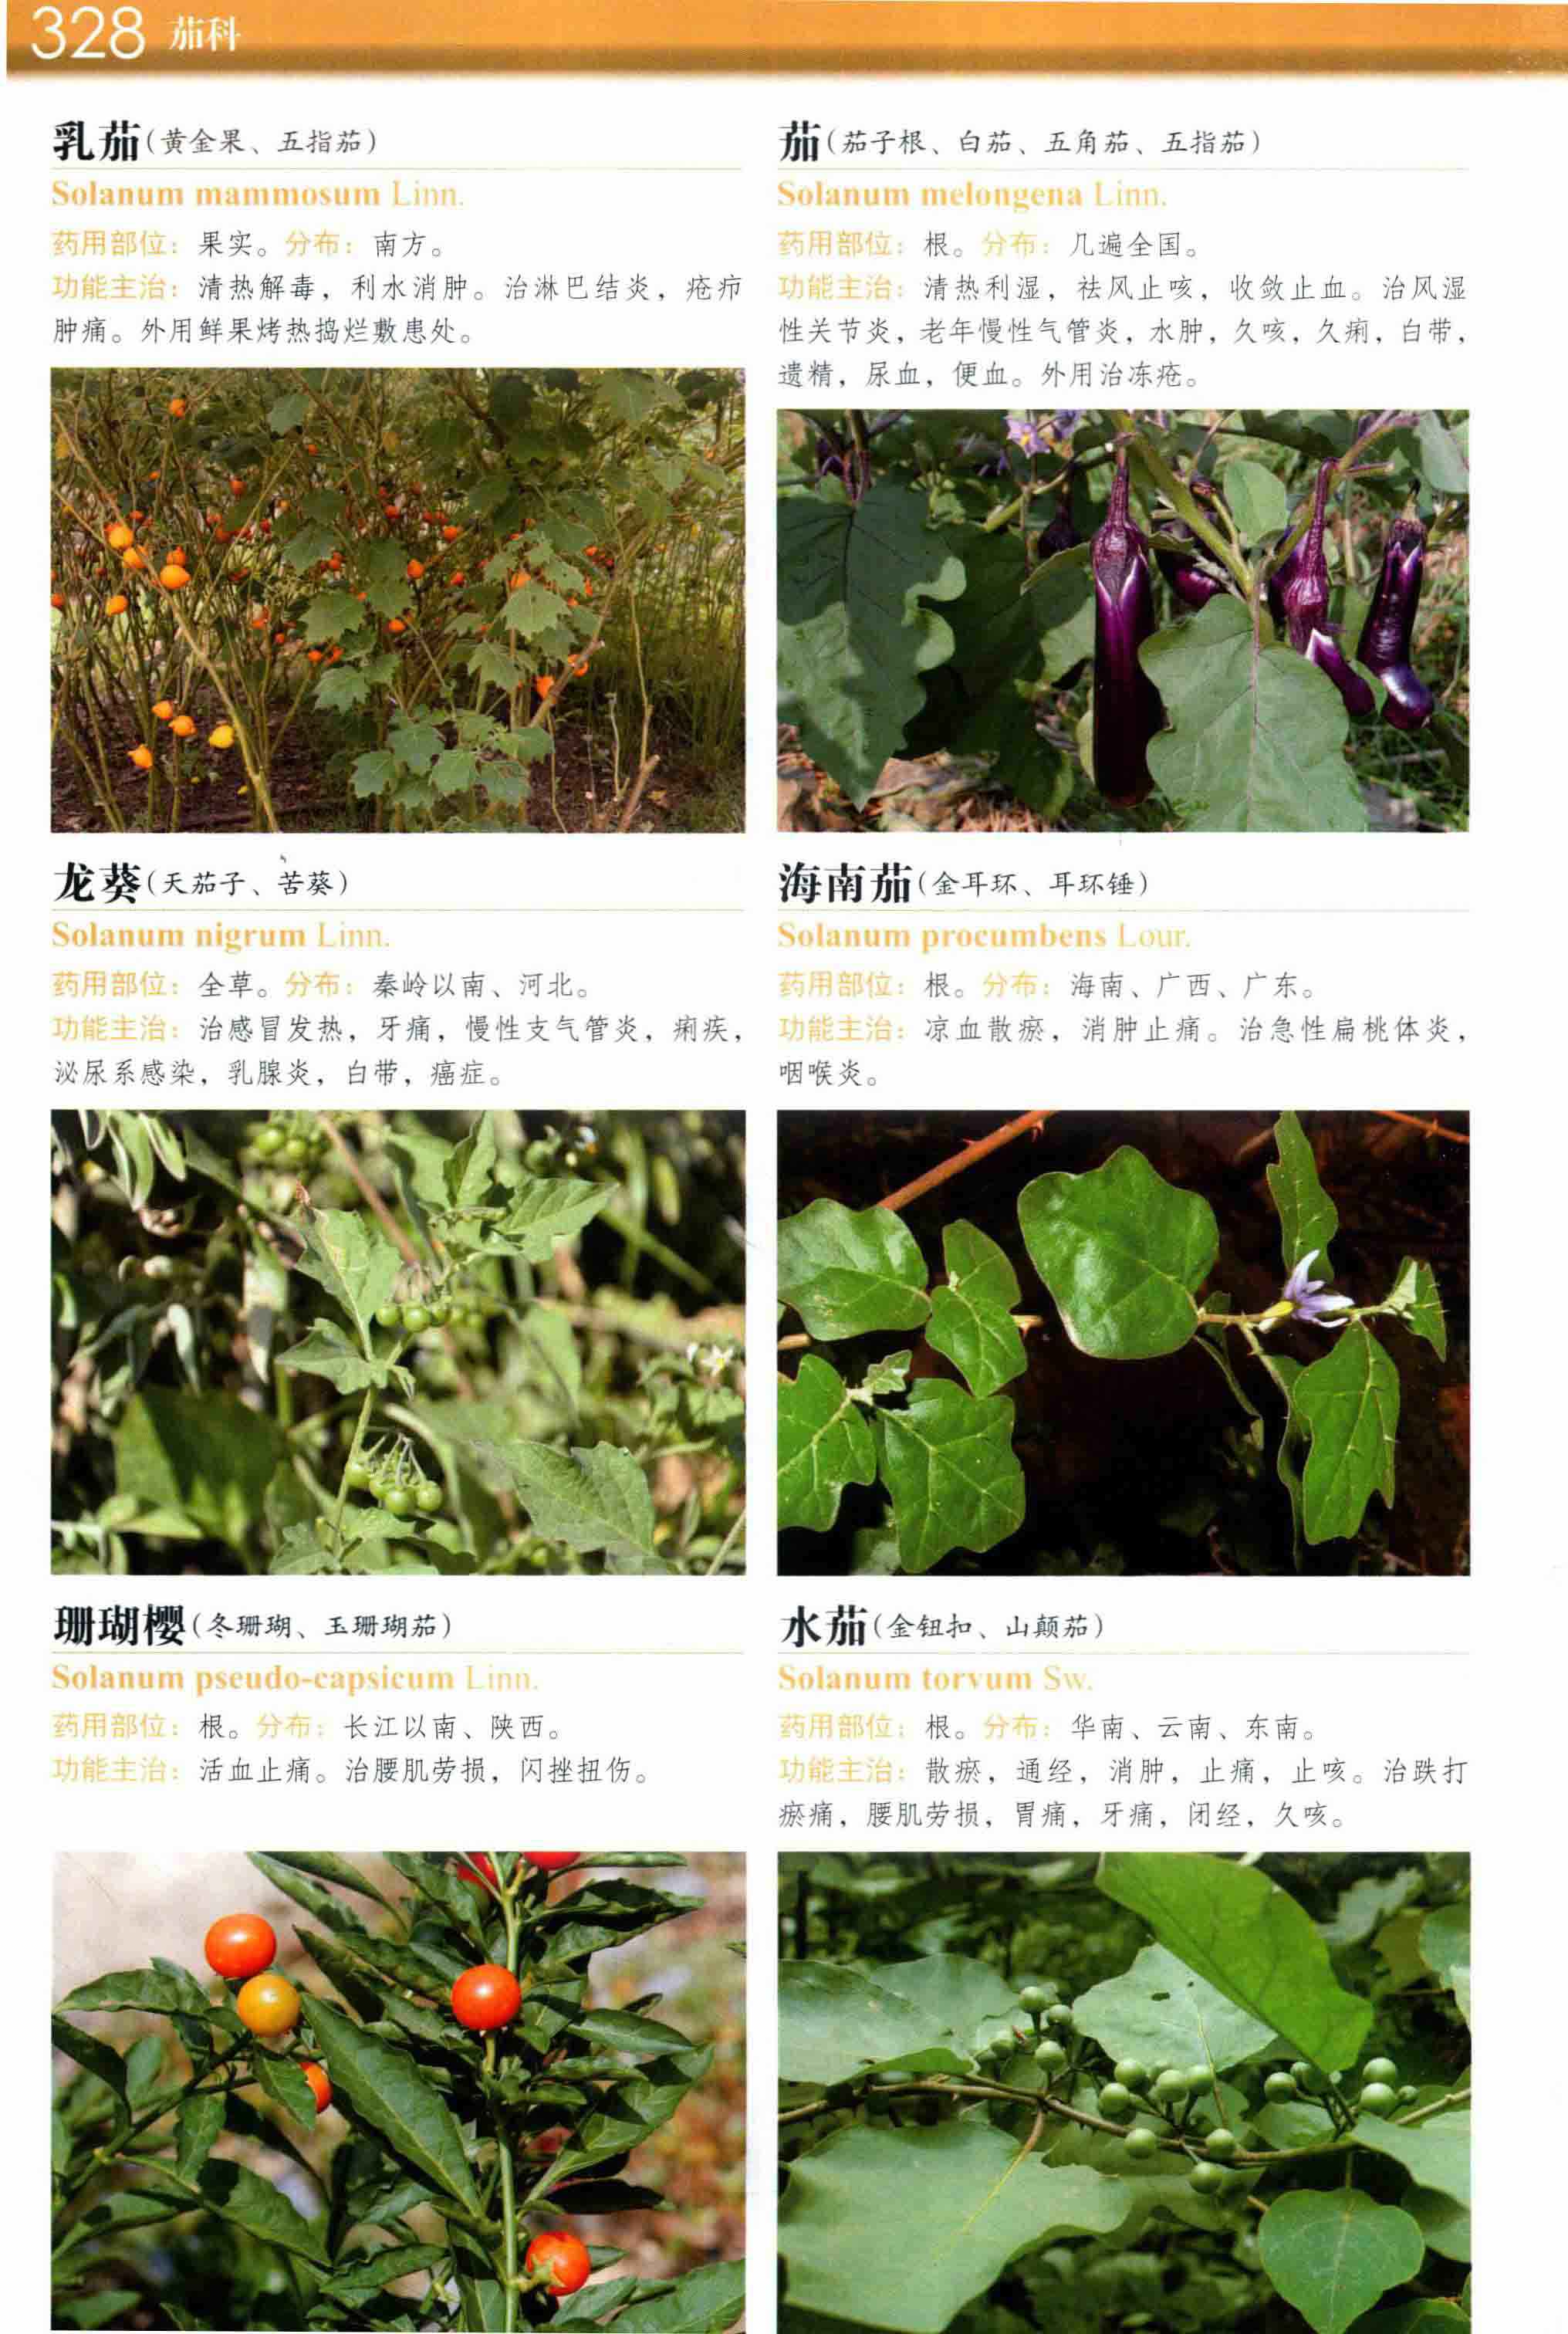 328 茄科
乳茄(黄金果、五指茄)
Solanum mammosum Linn.
药用部位：果实。分布：南方。
功能主治：清热解毒，利水消肿。治淋巴结炎，疮疖
肿痛。外用鲜果烤热捣烂敷患处。
茄(茄子根、白茄、五角茄、五指茄)
Solanum melongena Linn.
药用部位：根。分布：几遍全国。
功能主治：清热利湿，祛风止咳，收敛止血。治风湿
性关节炎，老年慢性气管炎，水肿，久咳，久痢，白带，
遗精，尿血，便血。外用治冻疮。
龙葵(天茄子、苦葵)
Solanum nigrum Linn.
药用部位：全草。分布：秦岭以南、河北。
功能主治：治感冒发热，牙痛，慢性支气管炎，痢疾，
泌尿系感染，乳腺炎，白带，癌症。
海南茄(金耳环、耳环锤)
Solanum procumbens Lour.
药用部位：根。分布：海南、广西、广东。
功能主治：凉血散瘀，消肿止痛。治急性扁桃体炎，
咽喉炎。
珊瑚樱(冬珊瑚、玉珊瑚茄)
Solanum pseudo-capsicum Linn.
药用部位：根。分布：长江以南、陕西。
功能主治：活血止痛。治腰肌劳损，闪挫扭伤。
水茄(金钮扣、山颠茄)
Solanum torvum Sw.
药用部位：根。分布：华南、云南、东南。
功能主治：散瘀，通经，消肿，止痛，止咳。治跌打
瘀痛，腰肌劳损，胃痛，牙痛，闭经，久咳。